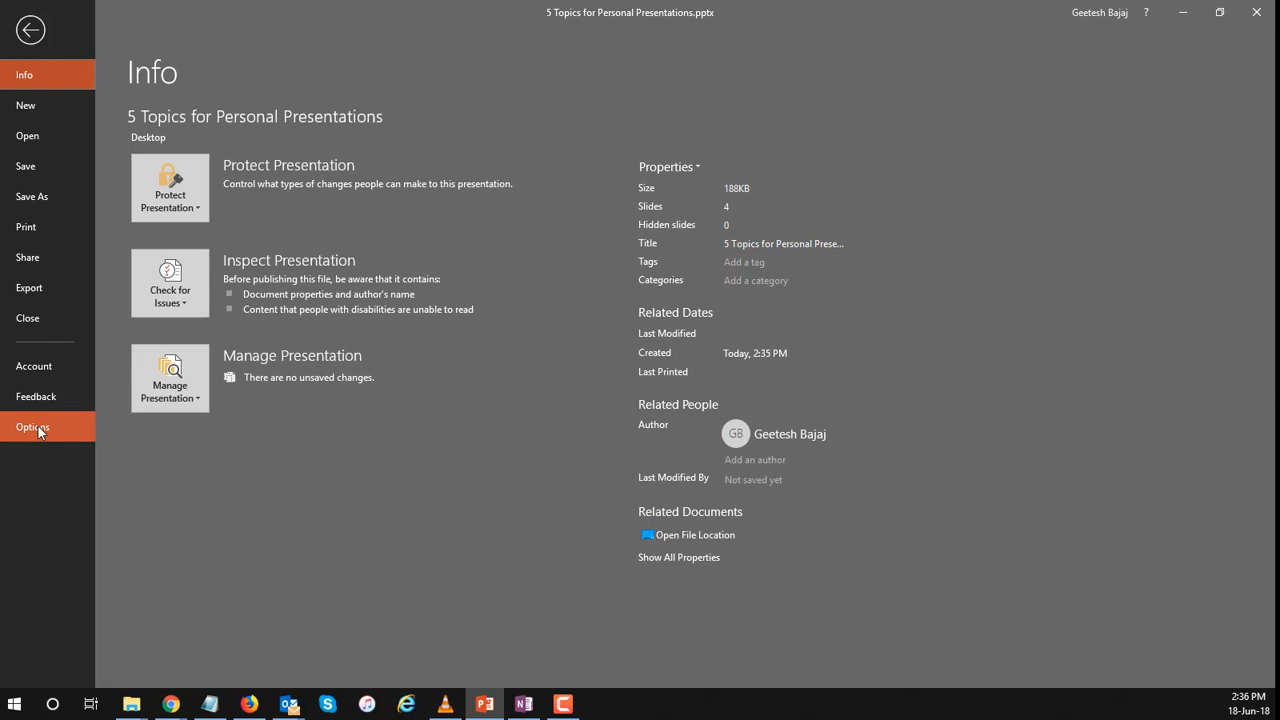 5 Topics for Personal Presentations.pptx
Geetesh Bajaj
?
Info
New
Open
Save
Save As
Print
Share
Export
Close
Account
Feedback
Options
Info
5 Topics for Personal Presentations
Desktop
Protect Presentation
Protect Presentation
Control what types of changes people can make to this presentation.
Check for Issues
Inspect Presentation
Before publishing this file, be aware that it contains:
Document properties and author's name
Content that people with disabilities are unable to read
Manage Presentation
Manage Presentation
There are no unsaved changes.
Properties
Size 188KB
Slides 4
Hidden slides 0
Title 5 Topics for Personal Prese...
Tags Add a tag
Categories Add a category
Related Dates
Last Modified
Created Today, 2:35 PM
Last Printed
Related People
Author GB Geetesh Bajaj
Add an author
Last Modified By Not saved yet
Related Documents
Open File Location
Show All Properties
2:36 PM
18-Jun-18